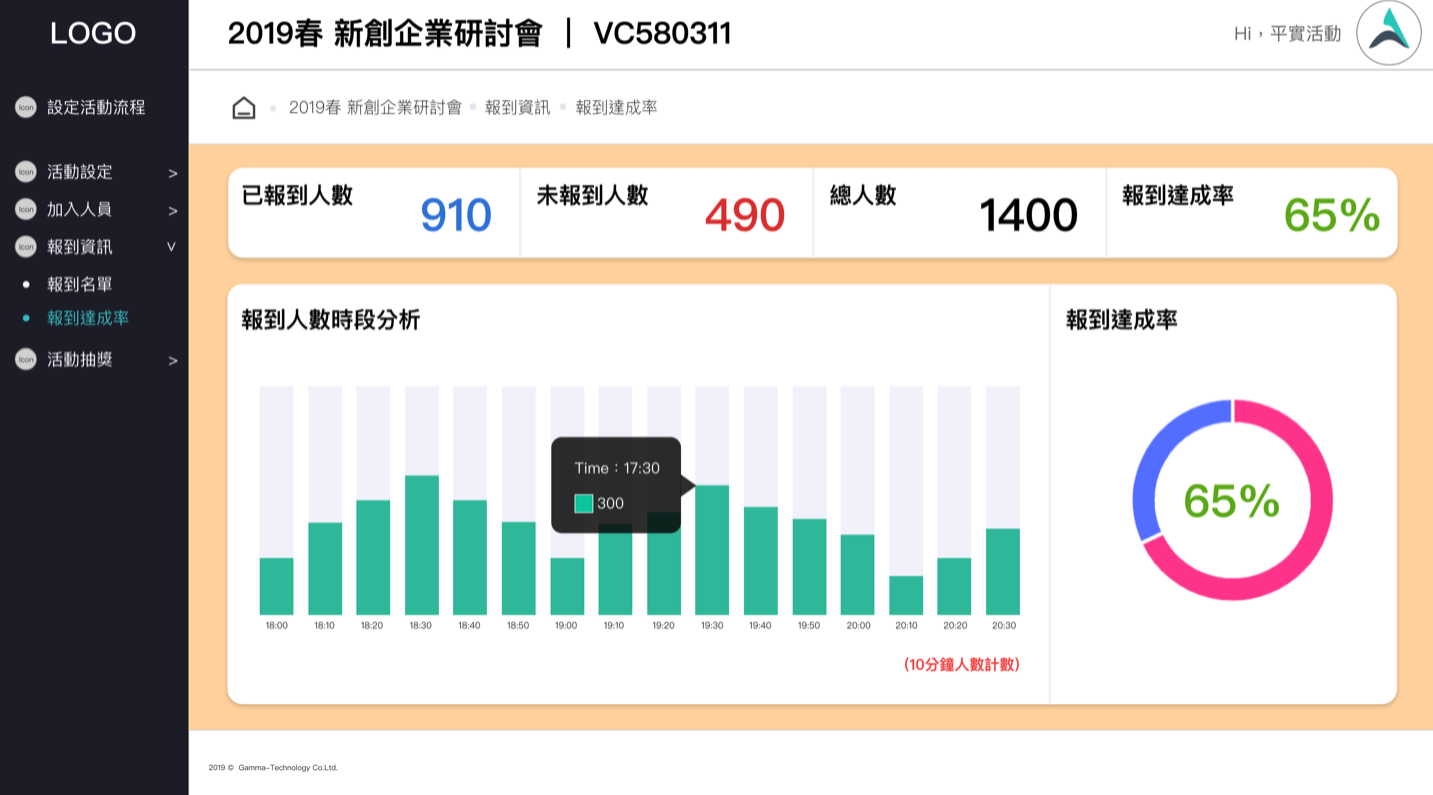 LOGO
2019春 新創企業研討會 | VC580311
Hi，平實活動
Icon 設定活動流程
Icon 活動設定 >
Icon 加入人員 >
Icon 報到資訊 v
報到名單
報到達成率
Icon 活動抽獎 >
2019春 新創企業研討會 報到資訊 報到達成率
已報到人數 910
未報到人數 490
總人數 1400
報到達成率 65%
報到人數時段分析
Time：17:30
300
18:00 18:10 18:20 18:30 18:40 18:50 19:00 19:10 19:20 19:30 19:40 19:50 20:00 20:10 20:20 20:30
(10分鐘人數計數)
報到達成率
65%
2019 © Gamma-Technology Co.Ltd.